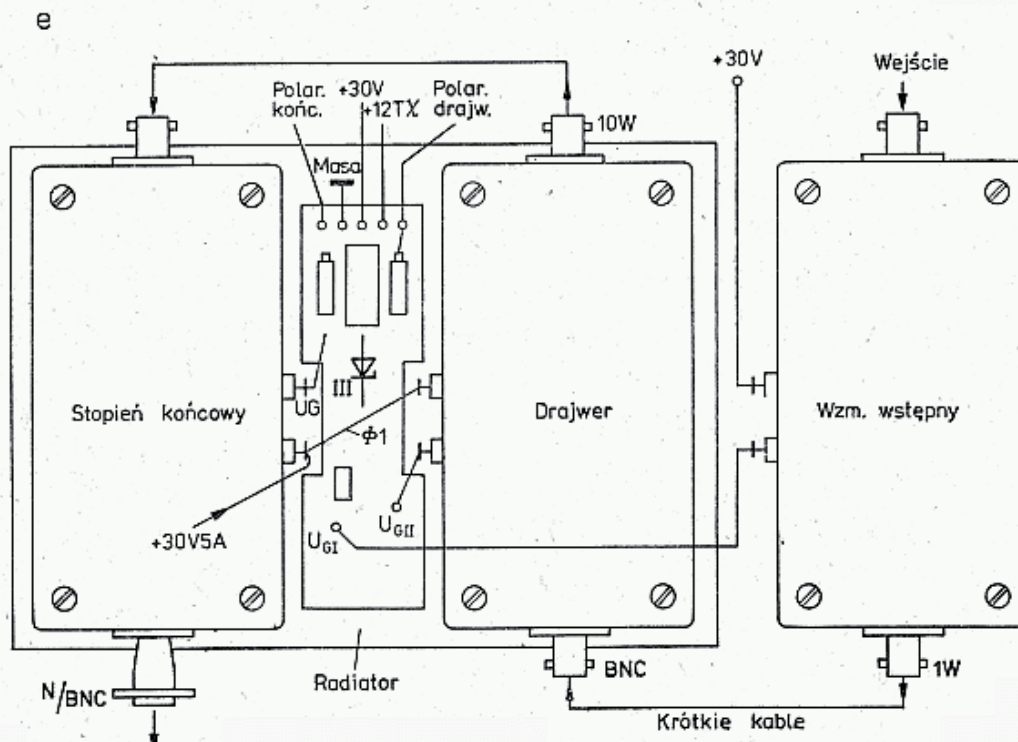 e
Polar.
końc.
+30V
+12TX
Polar.
drajw.
10W
+30V
Wejście
Masa
Stopień końcowy
UG
III
Drajwer
Wzm. wstępny
ϕ1
+30V5A
UGI
UGII
N/BNC
Radiator
BNC
1W
Krótkie kable